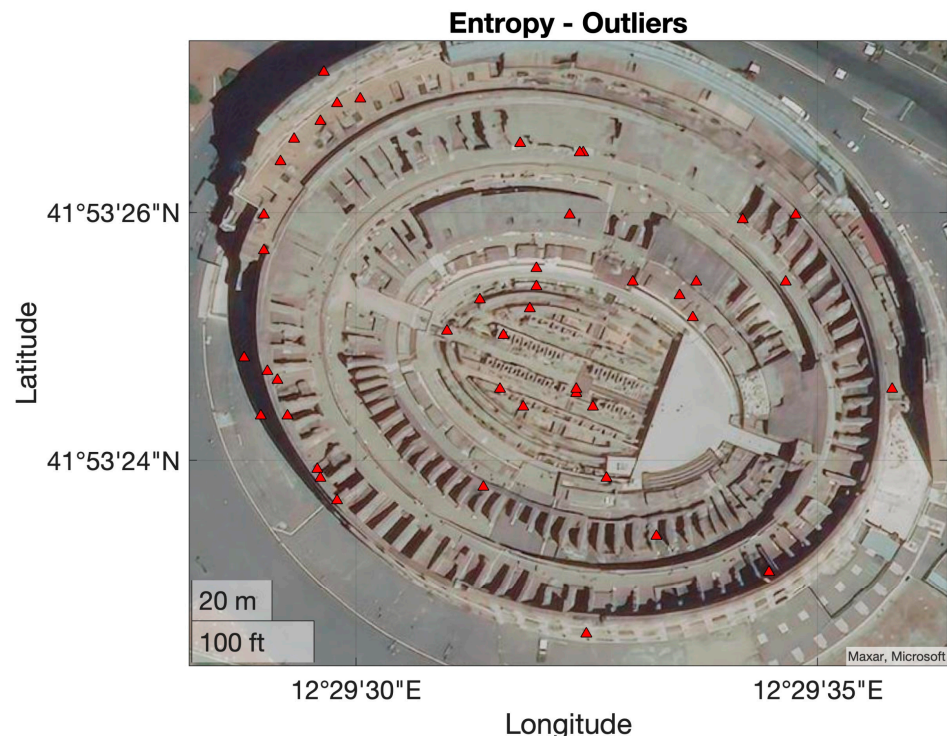 Entropy - Outliers
41°53'26"N
Latitude
41°53'24"N
20 m
100 ft
Maxar, Microsoft
12°29'30"E
12°29'35"E
Longitude